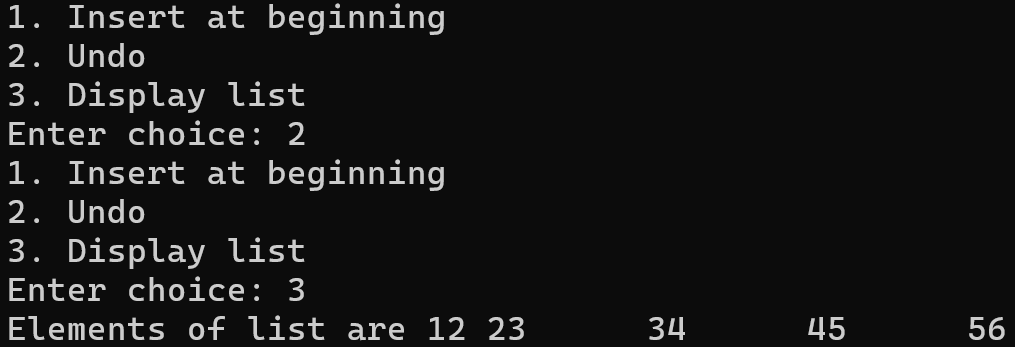 1. Insert at beginning
2. Undo
3. Display list
Enter choice: 2
1. Insert at beginning
2. Undo
3. Display list
Enter choice: 3
Elements of list are 12 23      34      45      56